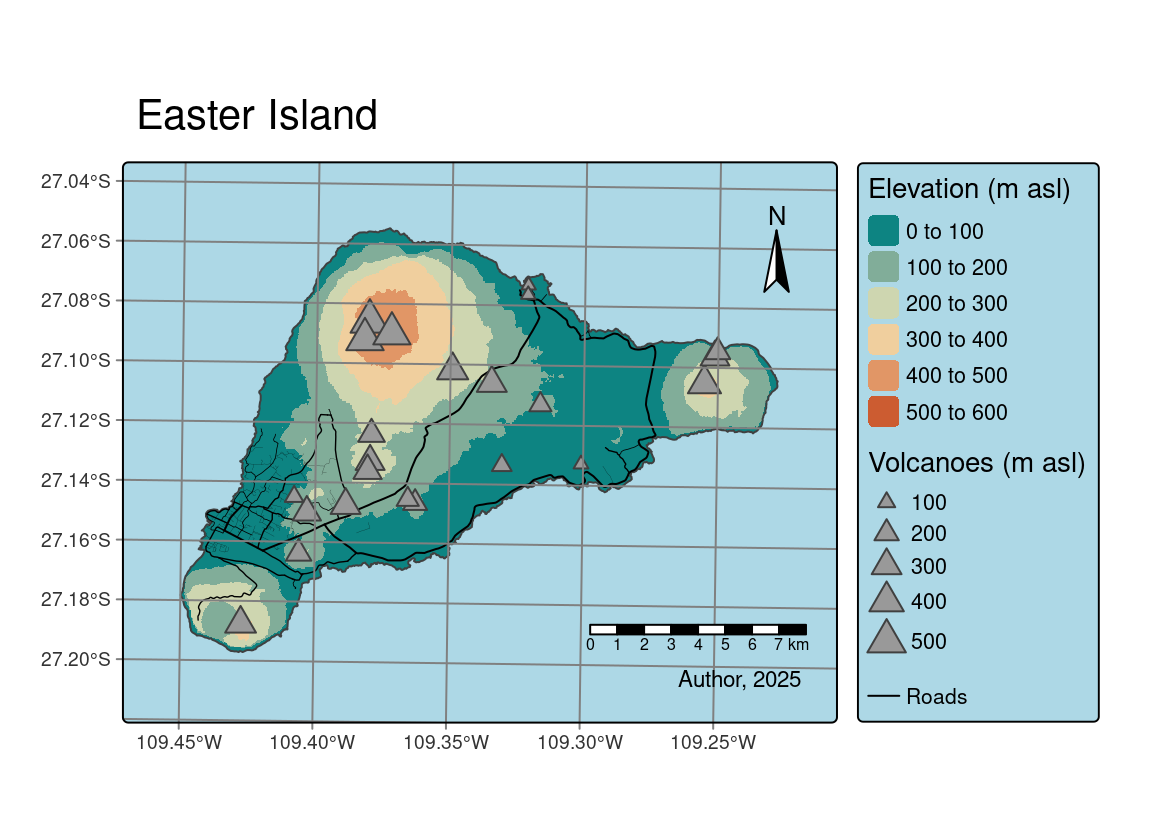 Easter Island
27.04°S
27.06°S
27.08°S
27.10°S
27.12°S
27.14°S
27.16°S
27.18°S
27.20°S
109.45°W 109.40°W 109.35°W 109.30°W 109.25°W
N
0 1 2 3 4 5 6 7 km
Author, 2025
Elevation (m asl)
0 to 100
100 to 200
200 to 300
300 to 400
400 to 500
500 to 600
Volcanoes (m asl)
100
200
300
400
500
Roads